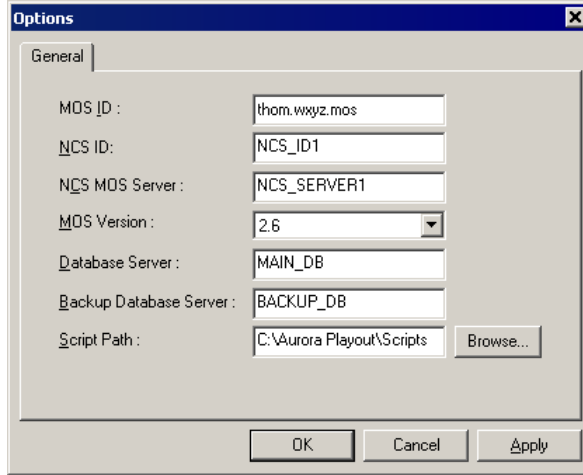 Options
General
MOS ID : thom.wxyz.mos
NCS ID: NCS_ID1
NCS MOS Server : NCS_SERVER1
MOS Version : 2.6
Database Server : MAIN_DB
Backup Database Server : BACKUP_DB
Script Path : C:\Aurora Playout\Scripts Browse...
OK Cancel Apply